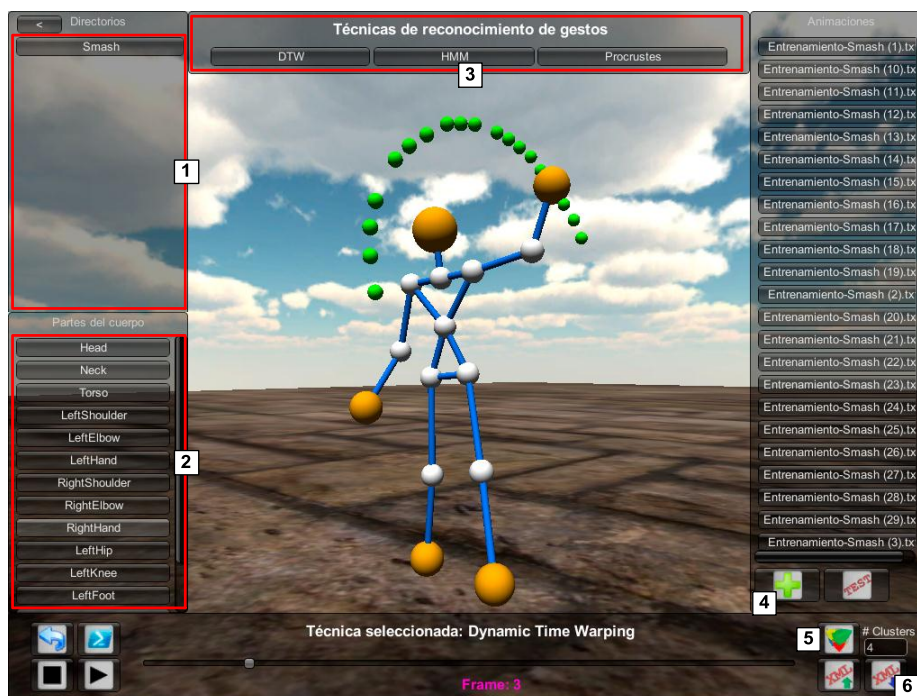 <
Directorios
Smash
1
Partes del cuerpo
Head
Neck
Torso
LeftShoulder
LeftElbow
LeftHand
RightShoulder
RightElbow
RightHand
LeftHip
LeftKnee
LeftFoot
2
Técnicas de reconocimiento de gestos
DTW
HMM
Procrustes
3
Animaciones
Entrenamiento-Smash (1).tx
Entrenamiento-Smash (10).tx
Entrenamiento-Smash (11).tx
Entrenamiento-Smash (12).tx
Entrenamiento-Smash (13).tx
Entrenamiento-Smash (14).tx
Entrenamiento-Smash (15).tx
Entrenamiento-Smash (16).tx
Entrenamiento-Smash (17).tx
Entrenamiento-Smash (18).tx
Entrenamiento-Smash (19).tx
Entrenamiento-Smash (2).tx
Entrenamiento-Smash (20).tx
Entrenamiento-Smash (21).tx
Entrenamiento-Smash (22).tx
Entrenamiento-Smash (23).tx
Entrenamiento-Smash (24).tx
Entrenamiento-Smash (25).tx
Entrenamiento-Smash (26).tx
Entrenamiento-Smash (27).tx
Entrenamiento-Smash (28).tx
Entrenamiento-Smash (29).tx
Entrenamiento-Smash (3).tx
TEST
4
Técnica seleccionada: Dynamic Time Warping
Frame: 3
5
# Clusters
4
XML
XML
6